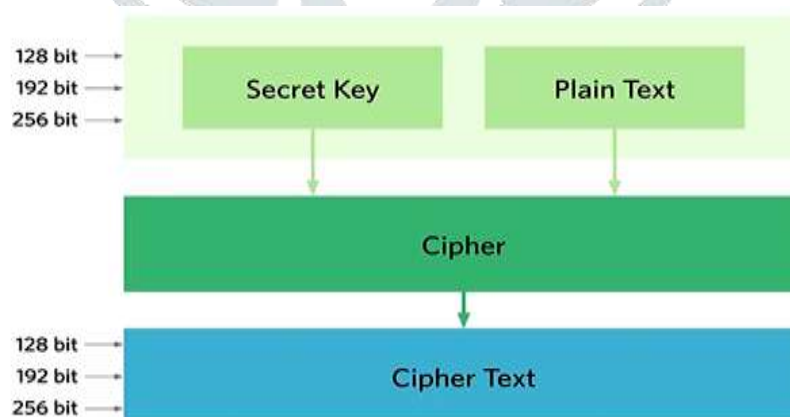 128 bit
192 bit
256 bit
Secret Key
Plain Text
Cipher
128 bit
192 bit
256 bit
Cipher Text